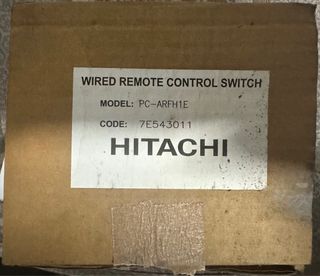 WIRED REMOTE CONTROL SWITCH
MODEL: PC-ARFH1E
CODE: 7E543011
HITACHI